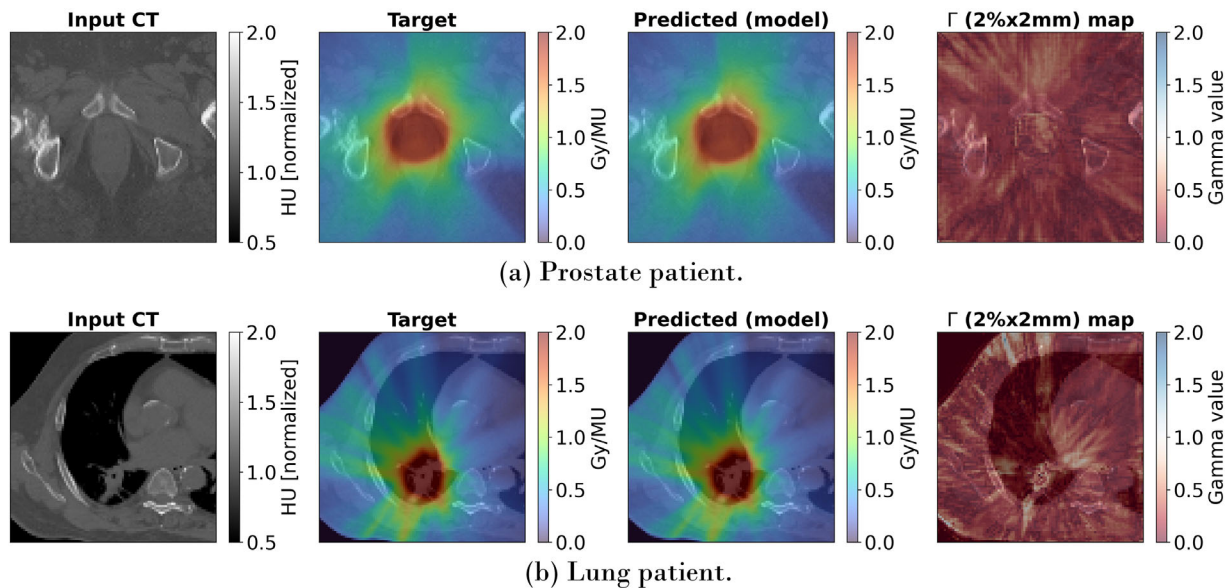 Input CT
Target
Predicted (model)
Γ (2%x2mm) map
2.0
1.5
1.0
0.5
HU [normalized]
2.0
1.5
1.0
0.5
0.0
Gy/MU
2.0
1.5
1.0
0.5
0.0
Gy/MU
2.0
1.5
1.0
0.5
0.0
Gamma value
(a) Prostate patient.
Input CT
Target
Predicted (model)
Γ (2%x2mm) map
2.0
1.5
1.0
0.5
HU [normalized]
2.0
1.5
1.0
0.5
0.0
Gy/MU
2.0
1.5
1.0
0.5
0.0
Gy/MU
2.0
1.5
1.0
0.5
0.0
Gamma value
(b) Lung patient.